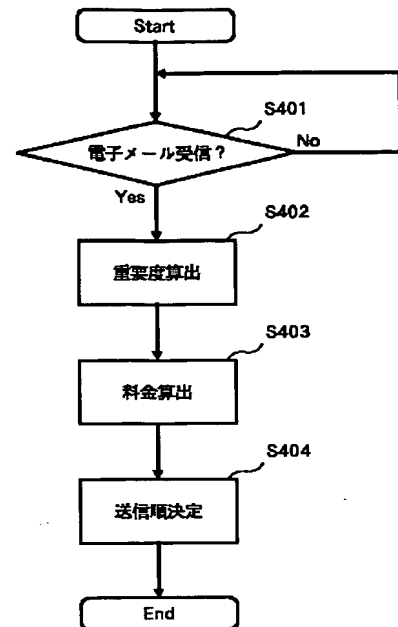 Start
S401
電子メール受信？
No
Yes
S402
重要度算出
S403
料金算出
S404
送信順決定
End